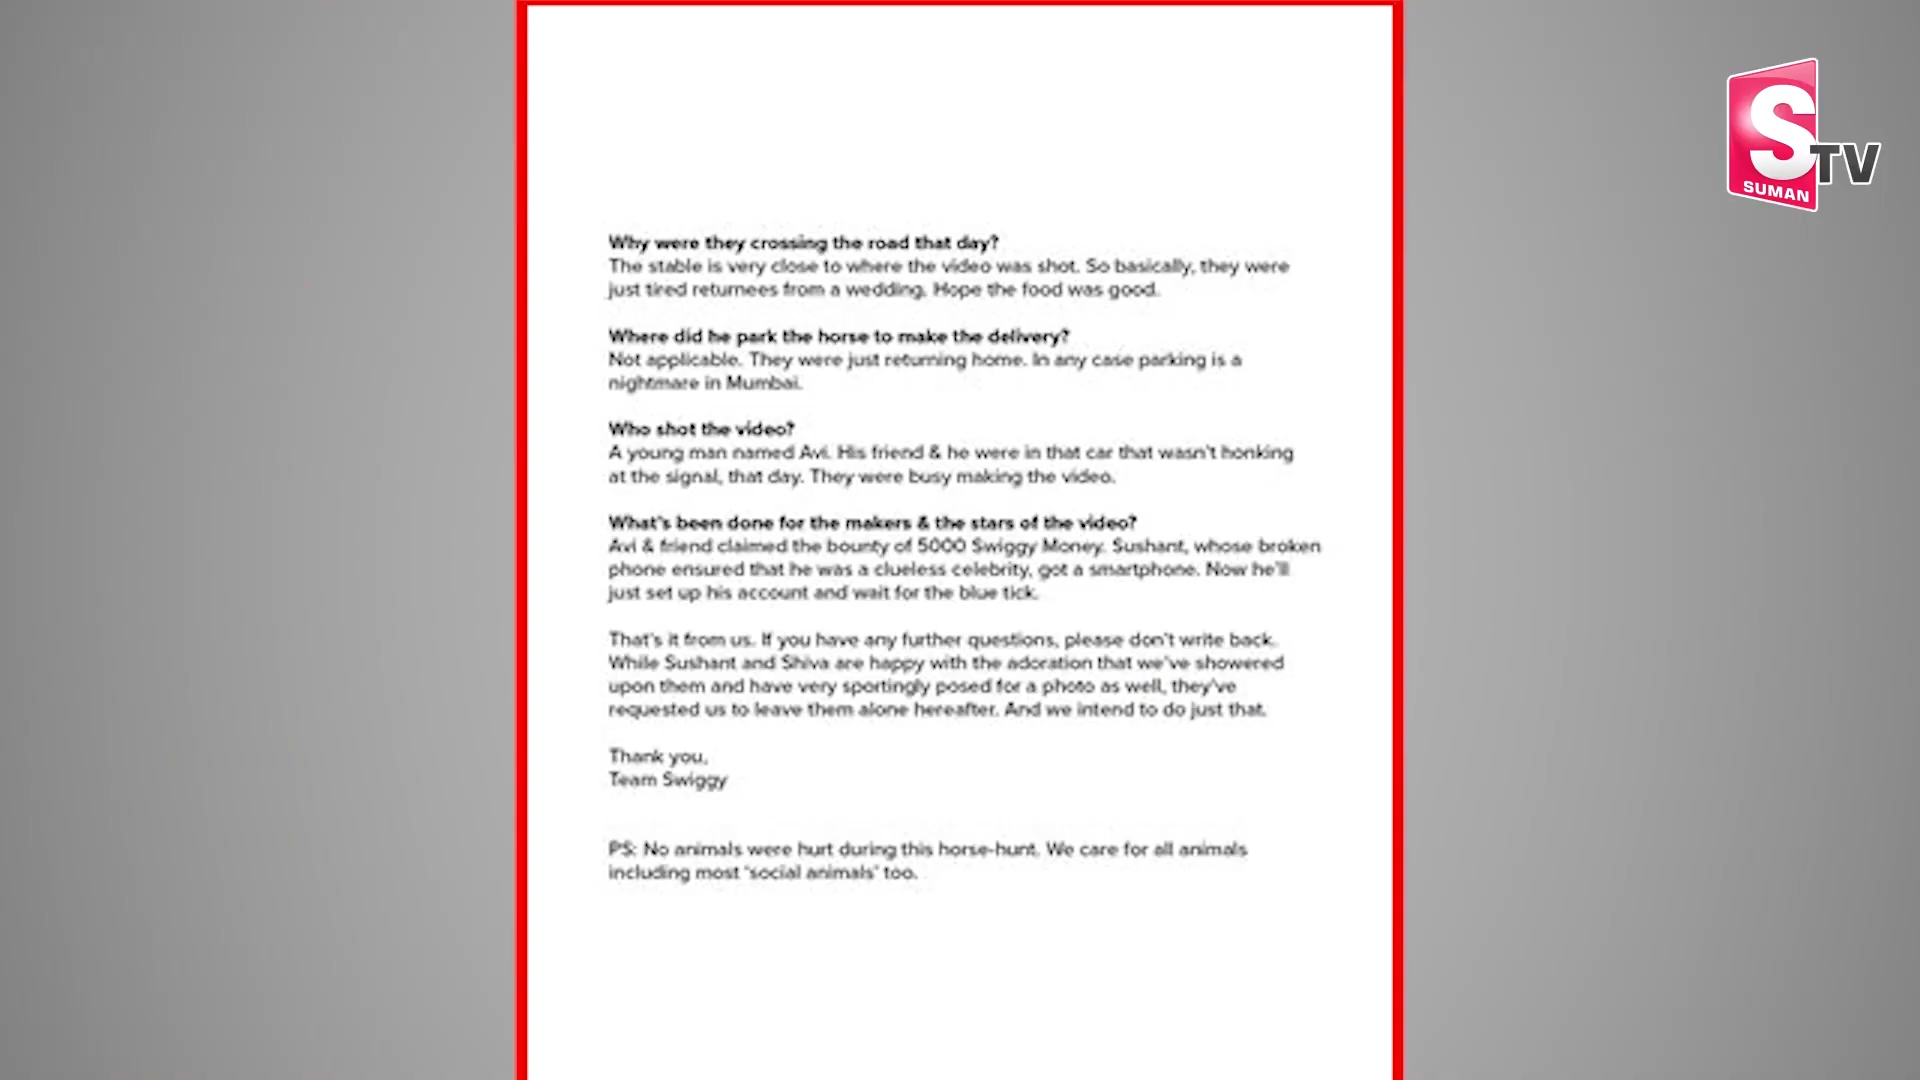 S
TV
SUMAN
Why were they crossing the road that day?
The stable is very close to where the video was shot. So basically, they were
just tired returnees from a wedding. Hope the food was good.
Where did he park the horse to make the delivery?
Not applicable. They were just returning home. In any case parking is a
nightmare in Mumbai.
Who shot the video?
A young man named Avi. His friend & he were in that car that wasn't honking
at the signal, that day. They were busy making the video.
What's been done for the makers & the stars of the video?
Avi & friend claimed the bounty of 5000 Swiggy Money. Sushant, whose broken
phone ensured that he was a clueless celebrity, got a smartphone. Now he'll
just set up his account and wait for the blue tick.
That's it from us. If you have any further questions, please don't write back.
While Sushant and Shiva are happy with the adoration that we've showered
upon them and have very sportingly posed for a photo as well, they've
requested us to leave them alone hereafter. And we intend to do just that.
Thank you,
Team Swiggy
PS: No animals were hurt during this horse-hunt. We care for all animals
including most 'social animals' too.